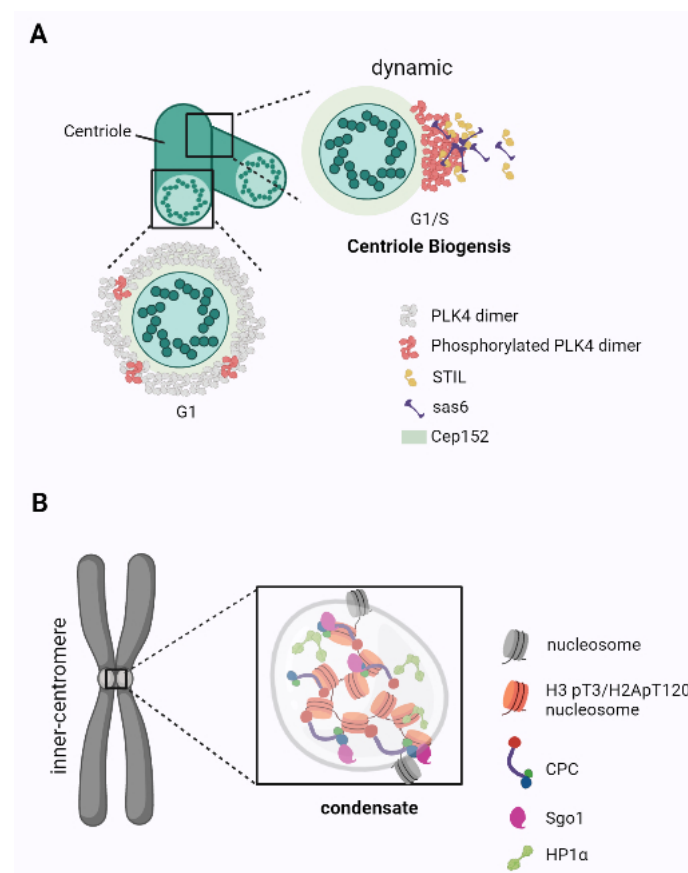 A
dynamic
Centriole
G1/S
Centriole Biogensis
PLK4 dimer
Phosphorylated PLK4 dimer
STIL
sas6
Cep152
G1
B
inner-centromere
nucleosome
H3 pT3/H2ApT120
nucleosome
CPC
Sgo1
HP1α
condensate